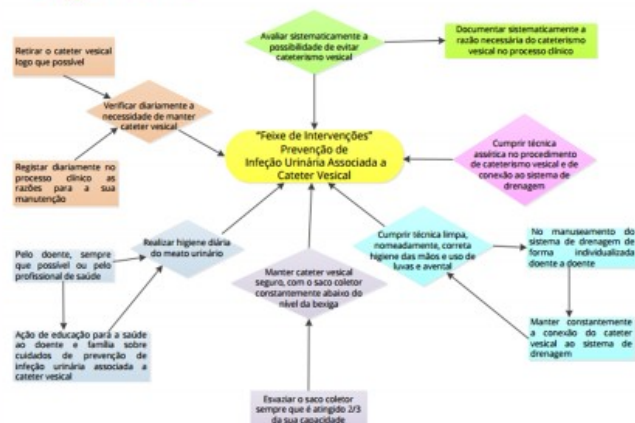 Avaliar sistematicamente a
possibilidade de evitar
cateterismo vesical
Documentar sistematicamente a
razão necessária do cateterismo
vesical no processo clínico
Retirar o cateter vesical
logo que possível
Verificar diariamente a
necessidade de manter
cateter vesical
Registar diariamente no
processo clínico as
razões para a sua
manutenção
"Feixe de Intervenções"
Prevenção de
Infeção Urinária Associada a
Cateter Vesical
Cumprir técnica
assética no procedimento
de cateterismo vesical e de
conexão ao sistema de
drenagem
Realizar higiene diária
do meato urinário
Pelo doente, sempre
que possível ou pelo
profissional de saúde
Ação de educação para a saúde
ao doente e família sobre
cuidados de prevenção de
infeção urinária associada a
cateter vesical
Manter cateter vesical
seguro, com o saco coletor
constantemente abaixo do
nível da bexiga
Esvaziar o saco coletor
sempre que é atingido 2/3
da sua capacidade
Cumprir técnica limpa,
nomeadamente, correta
higiene das mãos e uso de
luvas e avental
No manuseamento do
sistema de drenagem de
forma individualizada
doente a doente
Manter constantemente
a conexão do cateter
vesical ao sistema de
drenagem